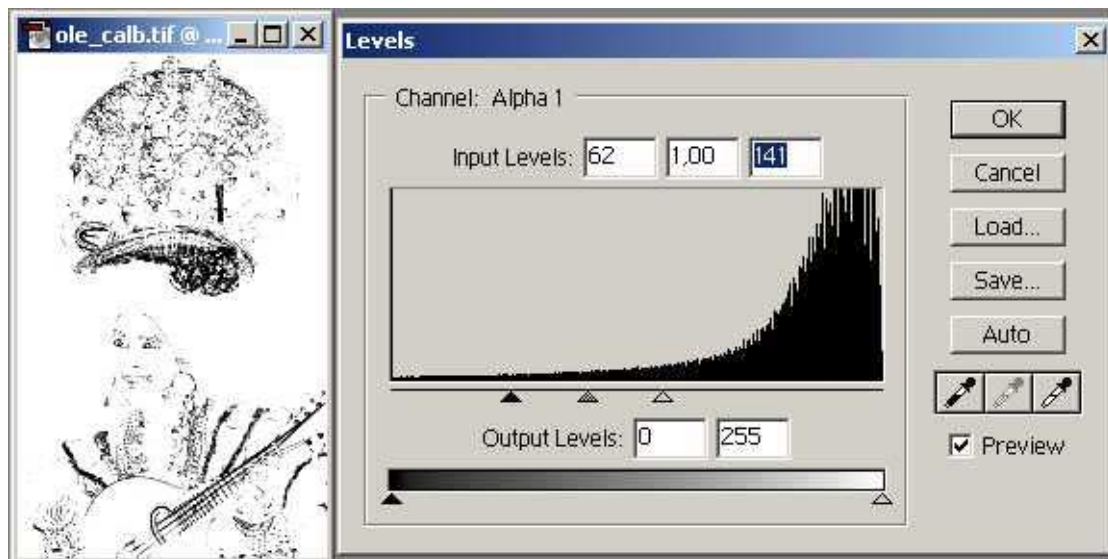 ole_calb.tif @ ...
Levels
Channel: Alpha 1
Input Levels: 62 1,00 141
Output Levels: 0 255
OK
Cancel
Load...
Save...
Auto
Preview